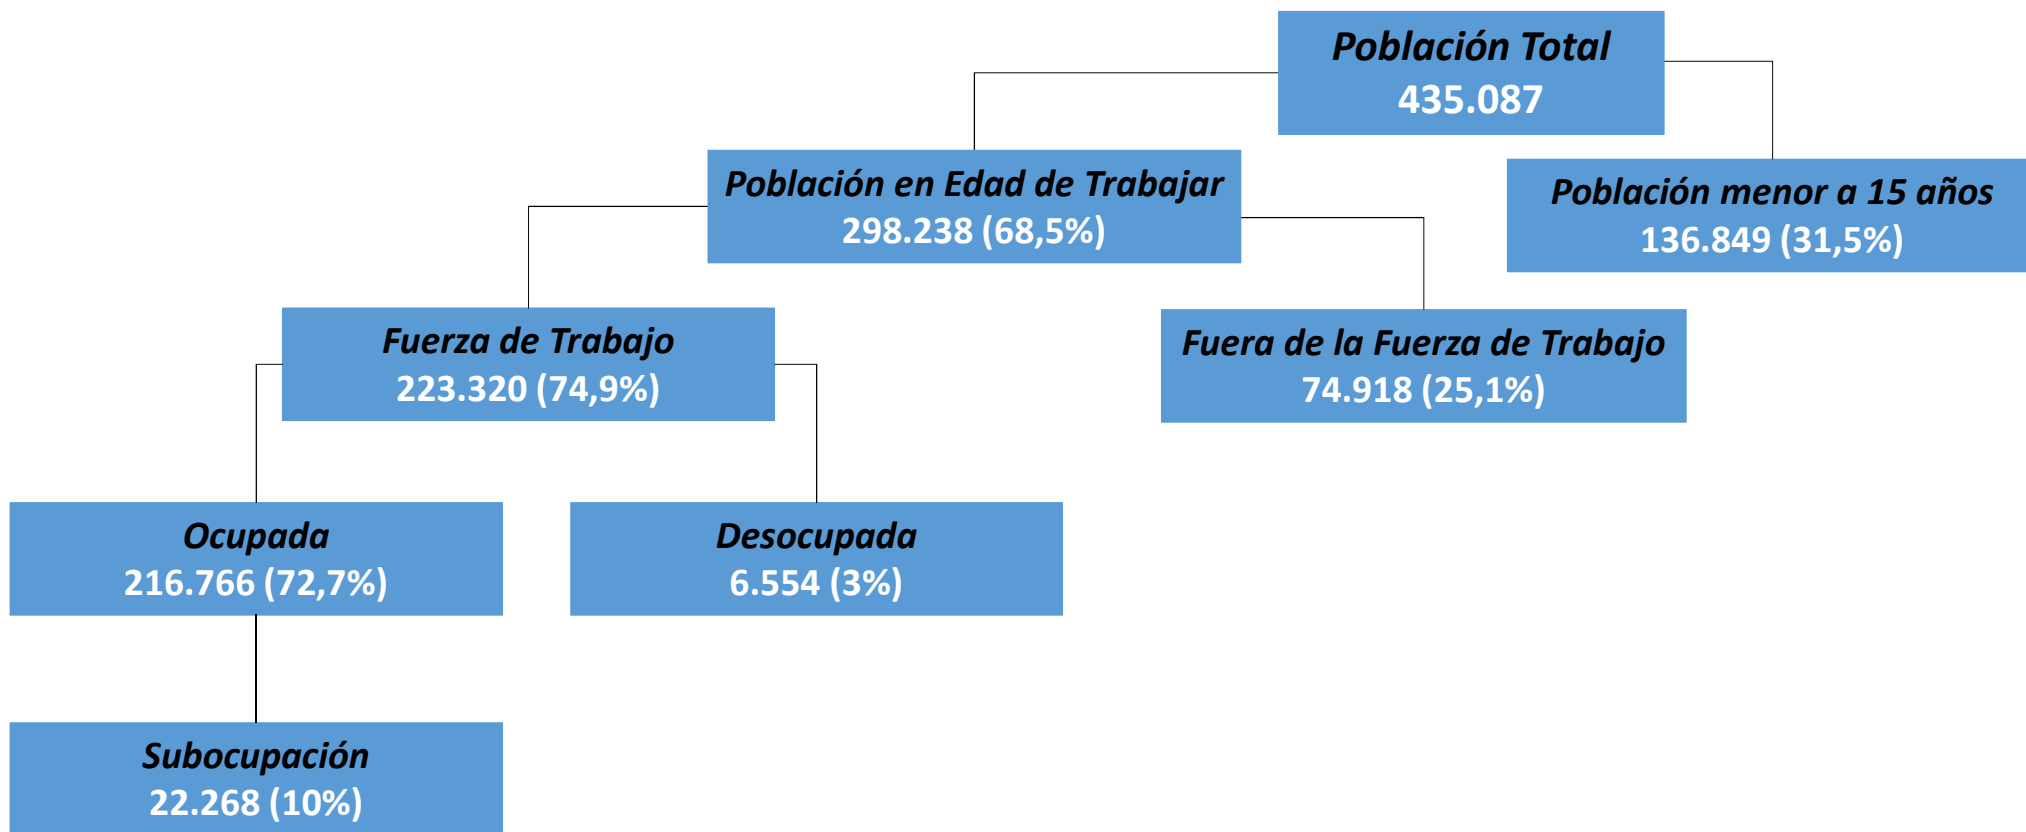 Población Total
435.087
Población en Edad de Trabajar
298.238 (68,5%)
Población menor a 15 años
136.849 (31,5%)
Fuerza de Trabajo
223.320 (74,9%)
Fuera de la Fuerza de Trabajo
74.918 (25,1%)
Ocupada
216.766 (72,7%)
Desocupada
6.554 (3%)
Subocupación
22.268 (10%)